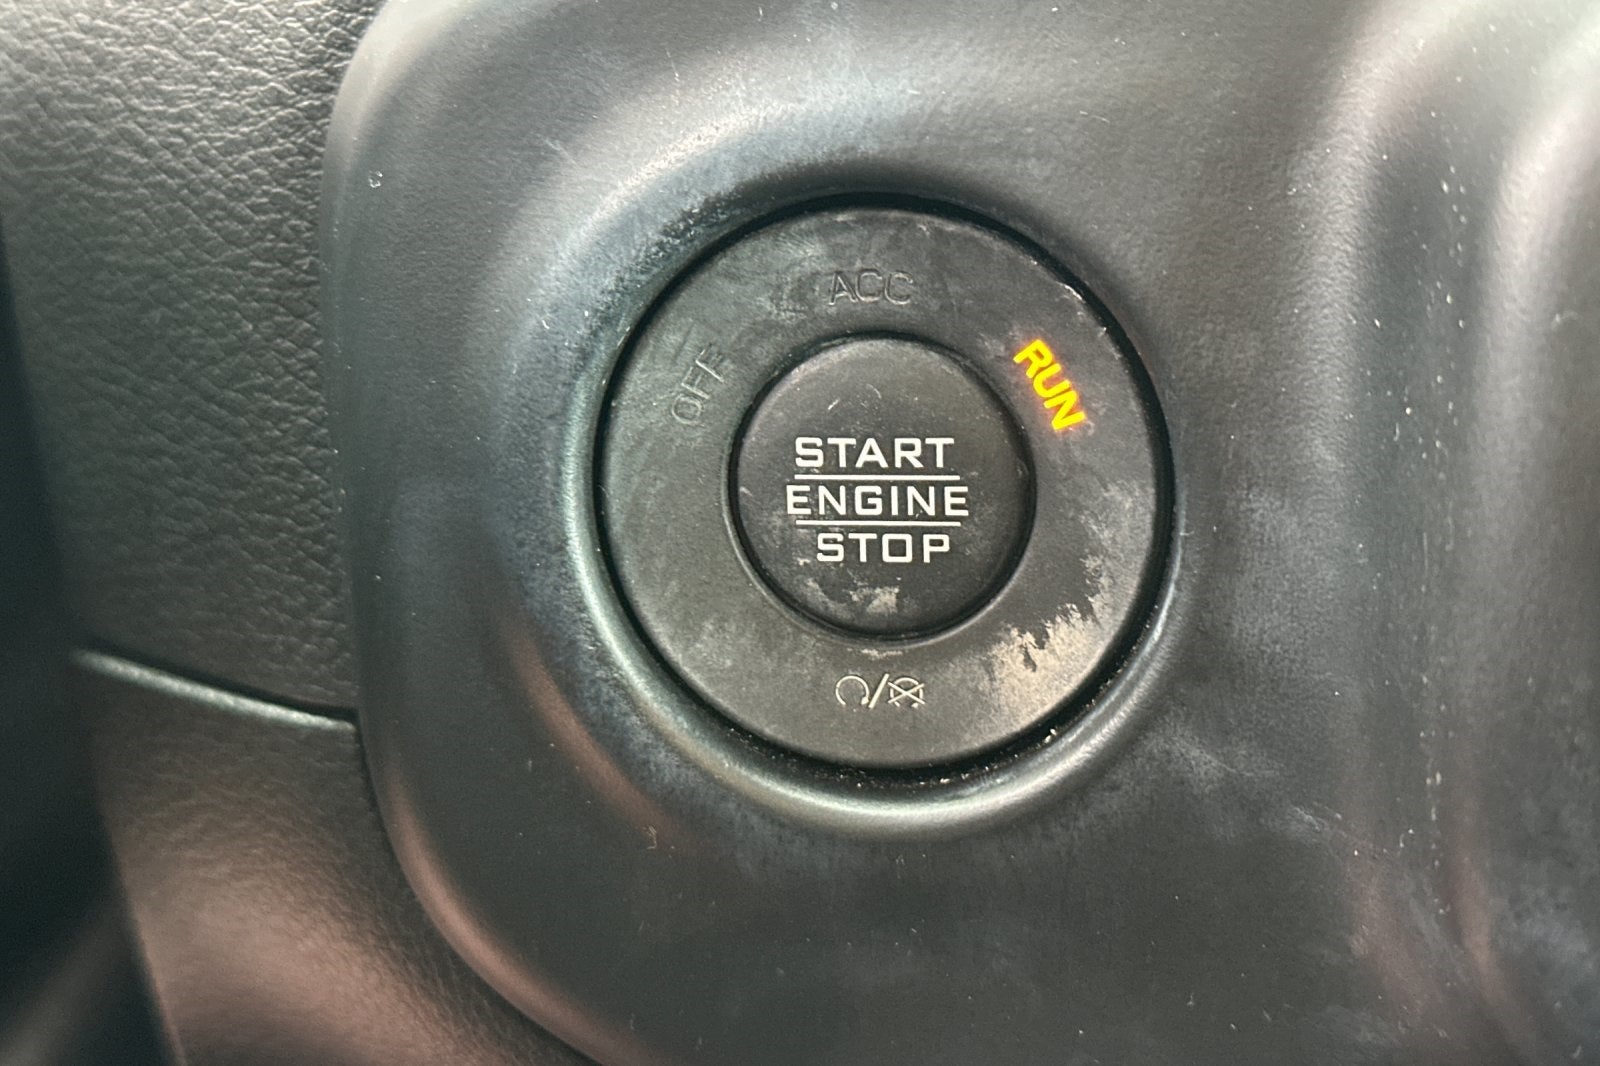 ACC
OFF
RUN
START
ENGINE
STOP